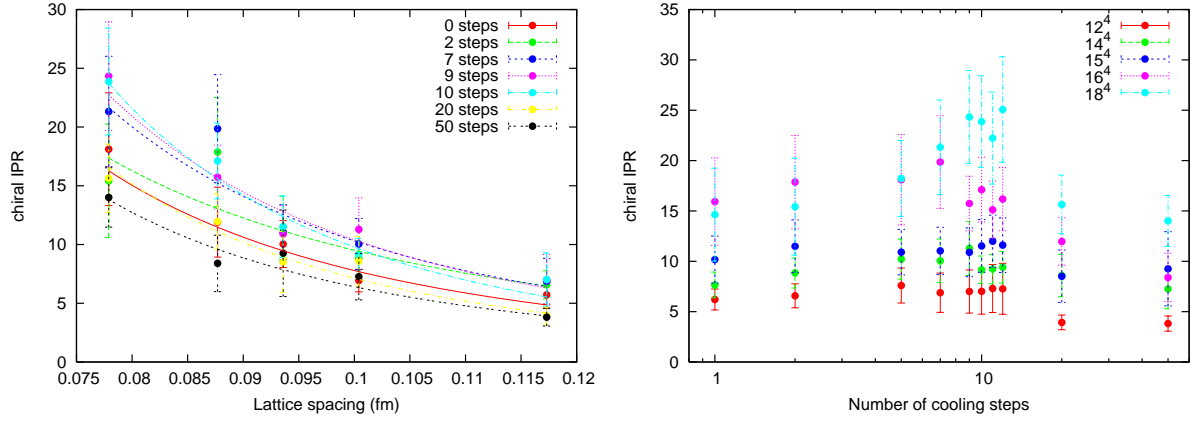 30
25
20
15
10
5
0
chiral IPR
0.075
0.08
0.085
0.09
0.095
0.1
0.105
0.11
0.115
0.12
Lattice spacing (fm)
0 steps
2 steps
7 steps
9 steps
10 steps
20 steps
50 steps
35
30
25
20
15
10
5
0
chiral IPR
1
10
Number of cooling steps
12^4
14^4
15^4
16^4
18^4